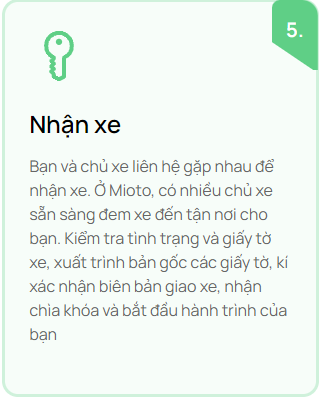 5.
Nhận xe
Bạn và chủ xe liên hệ gặp nhau để
nhận xe. Ở Mioto, có nhiều chủ xe
sẵn sàng đem xe đến tận nơi cho
bạn. Kiểm tra tình trạng và giấy tờ
xe, xuất trình bản gốc các giấy tờ, kí
xác nhận biên bản giao xe, nhận
chìa khóa và bắt đầu hành trình của
bạn